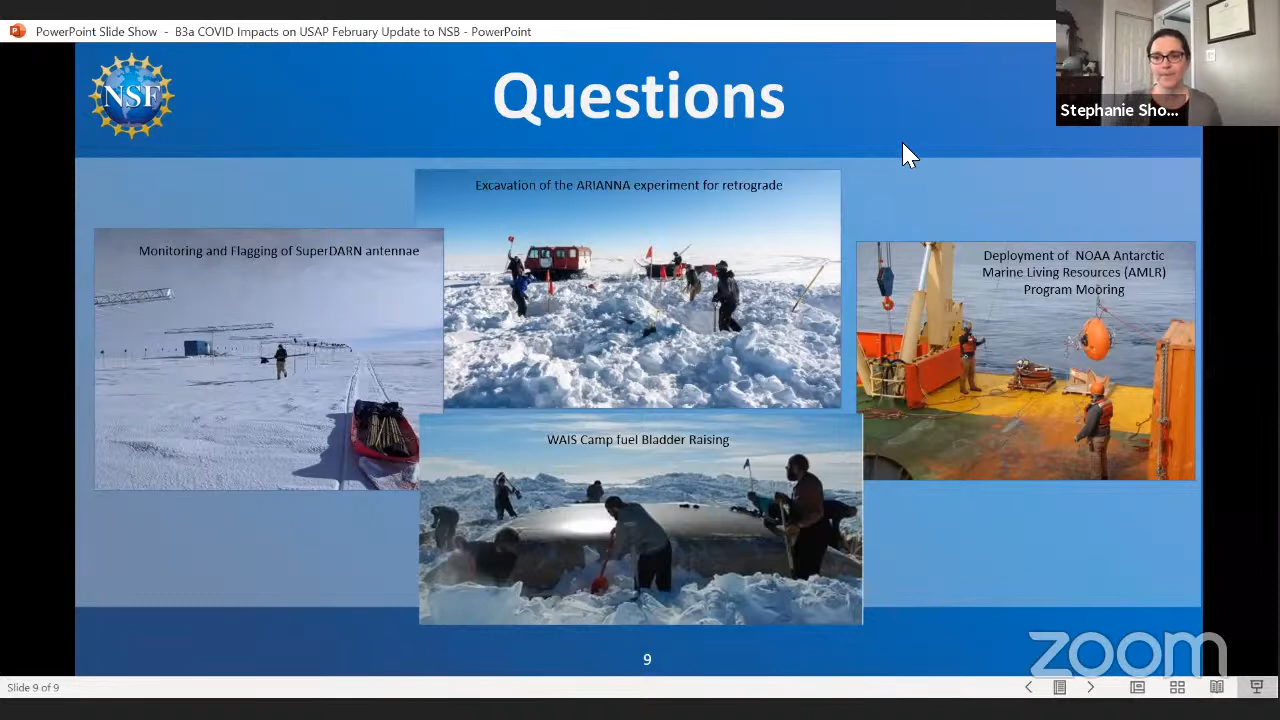 PowerPoint Slide Show - B3a COVID Impacts on USAP February Update to NSB - PowerPoint
NSF
Questions
Stephanie Sho...
Excavation of the ARIANNA experiment for retrograde
Monitoring and Flagging of SuperDARN antennae
Deployment of NOAA Antarctic
Marine Living Resources (AMLR)
Program Mooring
WAIS Camp fuel Bladder Raising
zoom
9
Slide 9 of 9